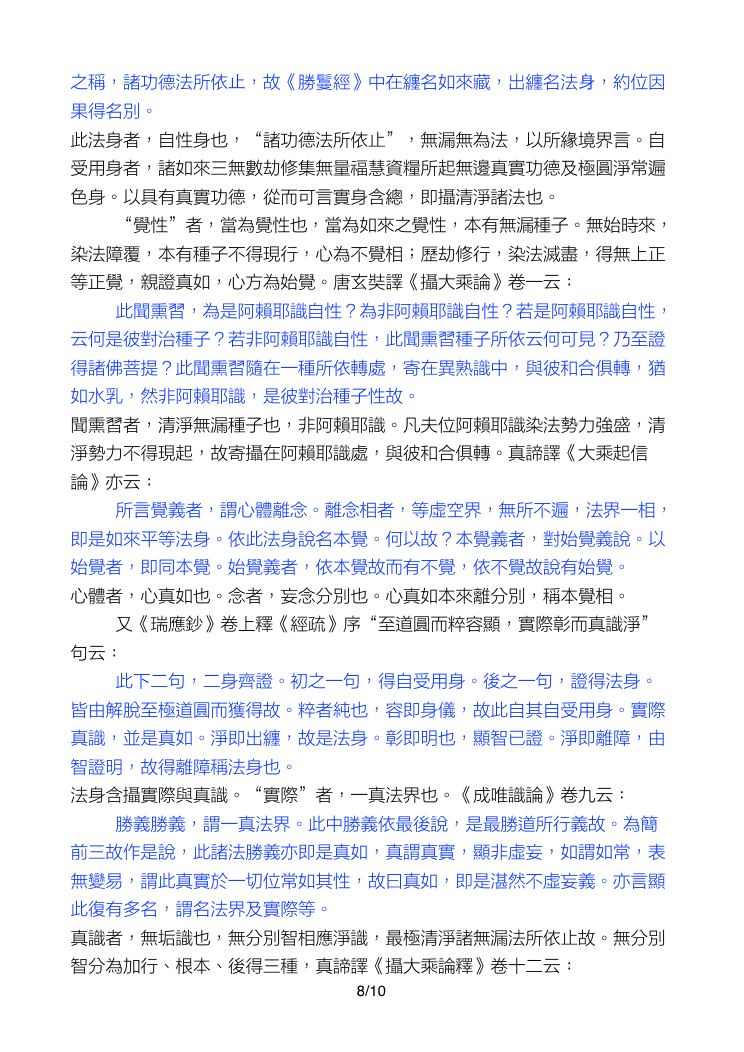 之稱，諸功德法所依止，故《勝鬘經》中在纏名如來藏，出纏名法身，約位因
果得名別。
此法身者，自性身也，“諸功德法所依止”，無漏無為法，以所緣境界言。自
受用身者，諸如來三無數劫修集無量福慧資糧所起無邊真實功德及極圓淨常遍
色身。以具有真實功德，從而可言實身含總，即攝清淨諸法也。
“覺性”者，當為覺性也，當為如來之覺性，本有無漏種子。無始時來，
染法障覆，本有種子不得現行，心為不覺相；歷劫修行，染法滅盡，得無上正
等正覺，親證真如，心方為始覺。唐玄奘譯《攝大乘論》卷一云：
此聞熏習，為是阿賴耶識自性？為非阿賴耶識自性？若是阿賴耶識自性，
云何是彼對治種子？若非阿賴耶識自性，此聞熏習種子所依云何可見？乃至證
得諸佛菩提？此聞熏習隨在一種所依轉處，寄在異熟識中，與彼和合俱轉，猶
如水乳，然非阿賴耶識，是彼對治種子性故。
聞熏習者，清淨無漏種子也，非阿賴耶識。凡夫位阿賴耶識染法勢力強盛，清
淨勢力不得現起，故寄攝在阿賴耶識處，與彼和合俱轉。真諦譯《大乘起信
論》亦云：
所言覺義者，謂心體離念。離念相者，等虛空界，無所不遍，法界一相，
即是如來平等法身。依此法身說名本覺。何以故？本覺義者，對始覺義說。以
始覺者，即同本覺。始覺義者，依本覺故而有不覺，依不覺故說有始覺。
心體者，心真如也。念者，妄念分別也。心真如本來離分別，稱本覺相。
又《瑞應鈔》卷上釋《經疏》序“至道圓而粹容顯，實際彰而真識淨”
句云：
此下二句，二身齊證。初之一句，得自受用身。後之一句，證得法身。
皆由解脫至極道圓而獲得故。粹者純也，容即身儀，故此自其自受用身。實際
真識，並是真如。淨即出纏，故是法身。彰即明也，顯智已證。淨即離障，由
智證明，故得離障稱法身也。
法身含攝實際與真識。“實際”者，一真法界也。《成唯識論》卷九云：
勝義勝義，謂一真法界。此中勝義依最後說，是最勝道所行義故。為簡
前三故作是說，此諸法勝義亦即是真如，真謂真實，顯非虛妄，如謂如常，表
無變易，謂此真實於一切位常如其性，故曰真如，即是湛然不虛妄義。亦言顯
此復有多名，謂名法界及實際等。
真識者，無垢識也，無分別智相應淨識，最極清淨諸無漏法所依止故。無分別
智分為加行、根本、後得三種，真諦譯《攝大乘論釋》卷十二云：
8/10